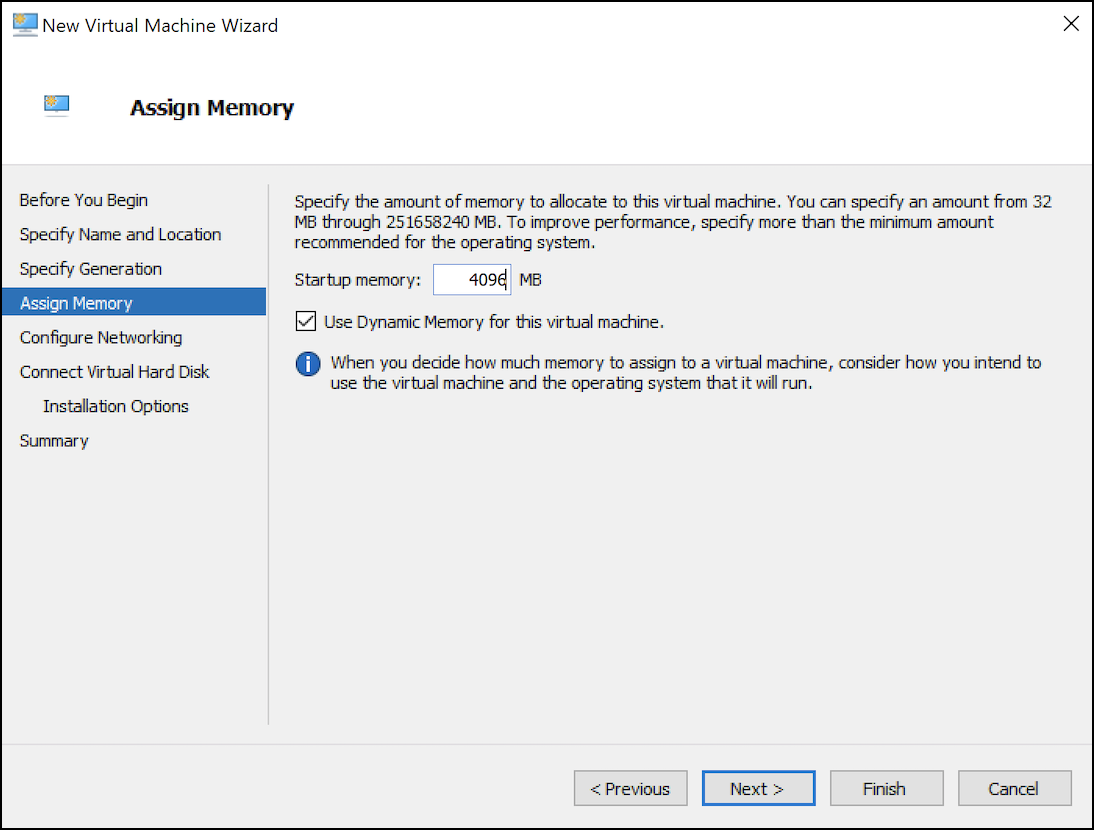 New Virtual Machine Wizard
Assign Memory
Before You Begin
Specify Name and Location
Specify Generation
Assign Memory
Configure Networking
Connect Virtual Hard Disk
Installation Options
Summary
Specify the amount of memory to allocate to this virtual machine. You can specify an amount from 32
MB through 251658240 MB. To improve performance, specify more than the minimum amount
recommended for the operating system.
Startup memory: 4096 MB
Use Dynamic Memory for this virtual machine.
When you decide how much memory to assign to a virtual machine, consider how you intend to
use the virtual machine and the operating system that it will run.
< Previous Next > Finish Cancel